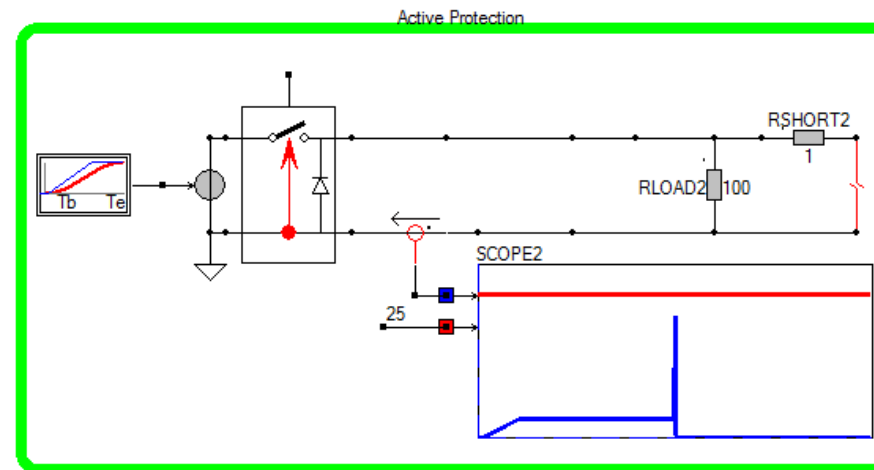 Active Protection
RSHORT2
1
Tb Te
RLOAD2 100
SCOPE2
25